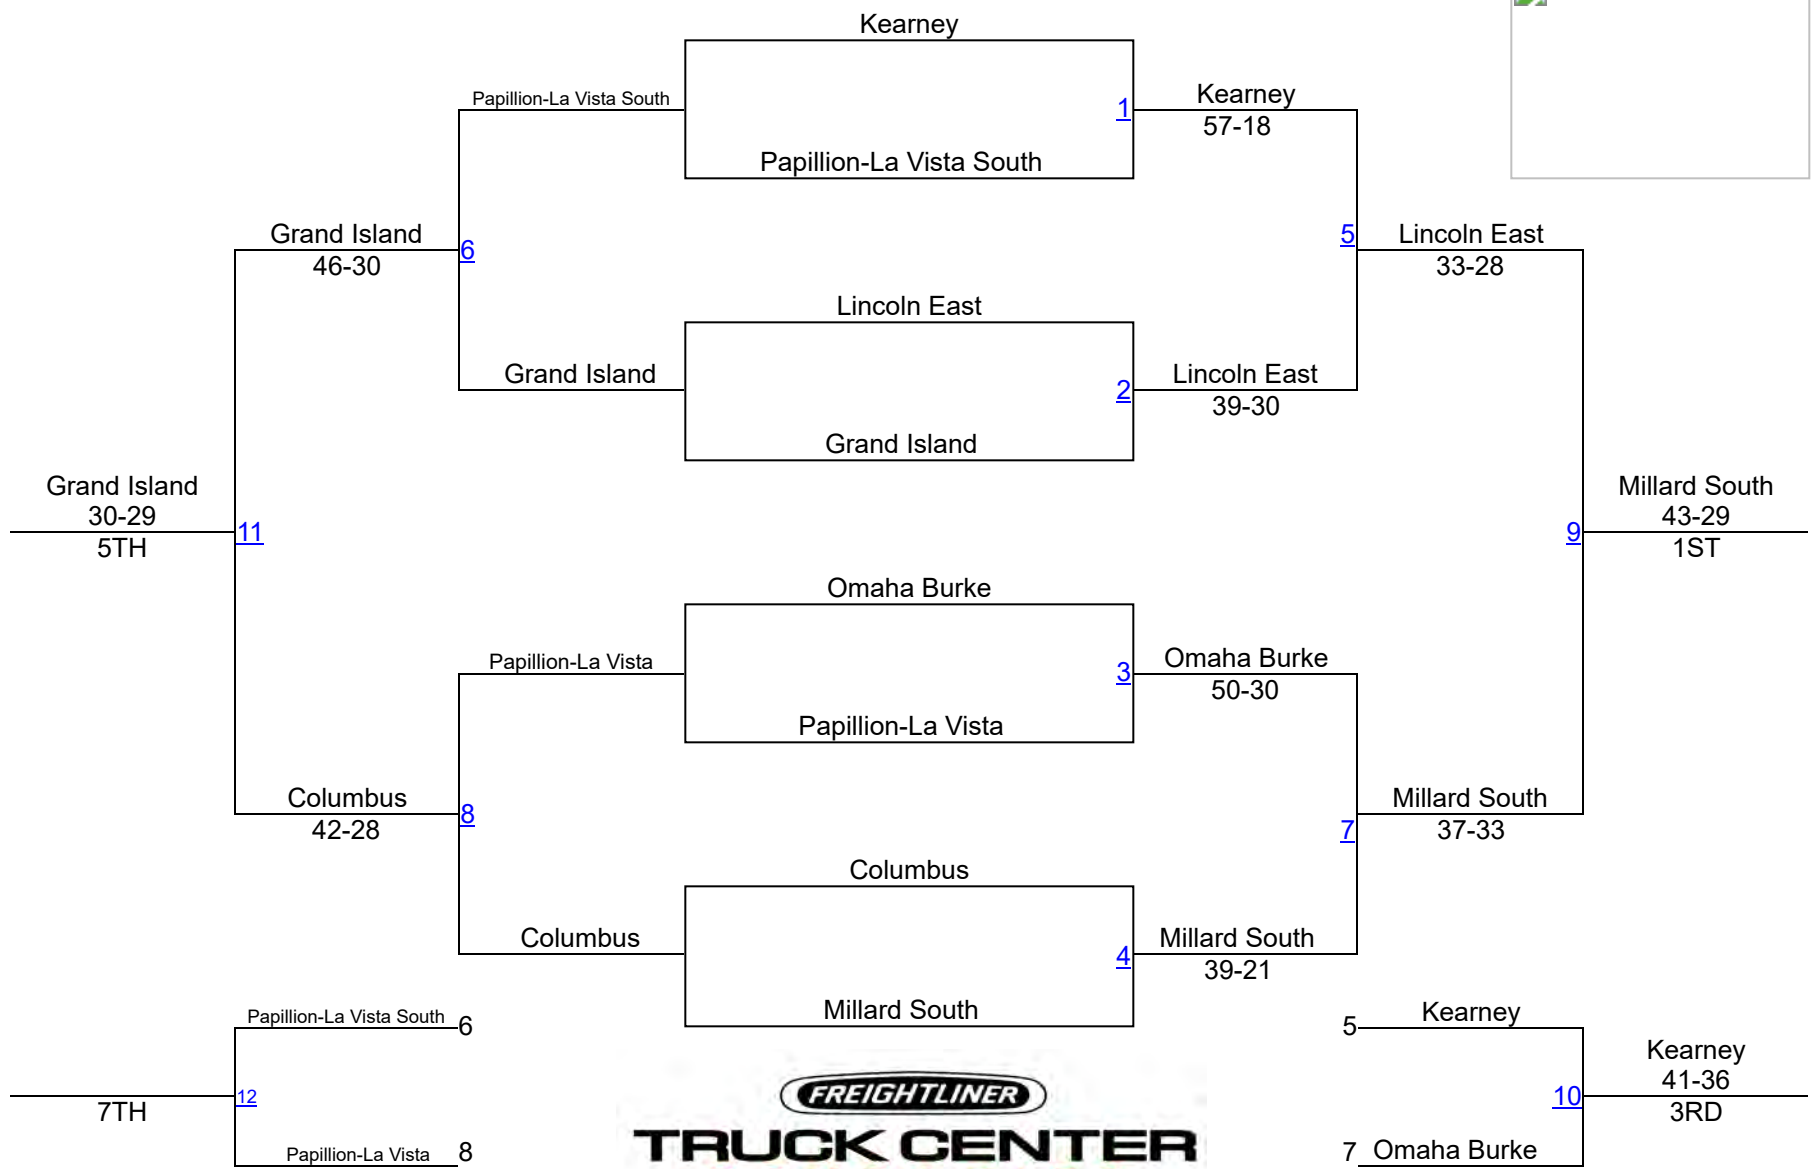 Kearney
Papillion-La Vista South
1
Kearney
57-18
Papillion-La Vista South
Grand Island
46-30
6
5
Lincoln East
33-28
Lincoln East
Grand Island
2
Lincoln East
39-30
Grand Island
Grand Island
30-29
5TH
11
9
Millard South
43-29
1ST
Omaha Burke
Papillion-La Vista
3
Omaha Burke
50-30
Papillion-La Vista
Columbus
42-28
8
7
Millard South
37-33
Columbus
Columbus
4
Millard South
39-21
Millard South
Papillion-La Vista South 6
7TH
12
Papillion-La Vista 8
FREIGHTLINER
TRUCK CENTER
5 Kearney
10
Kearney
41-36
3RD
7 Omaha Burke